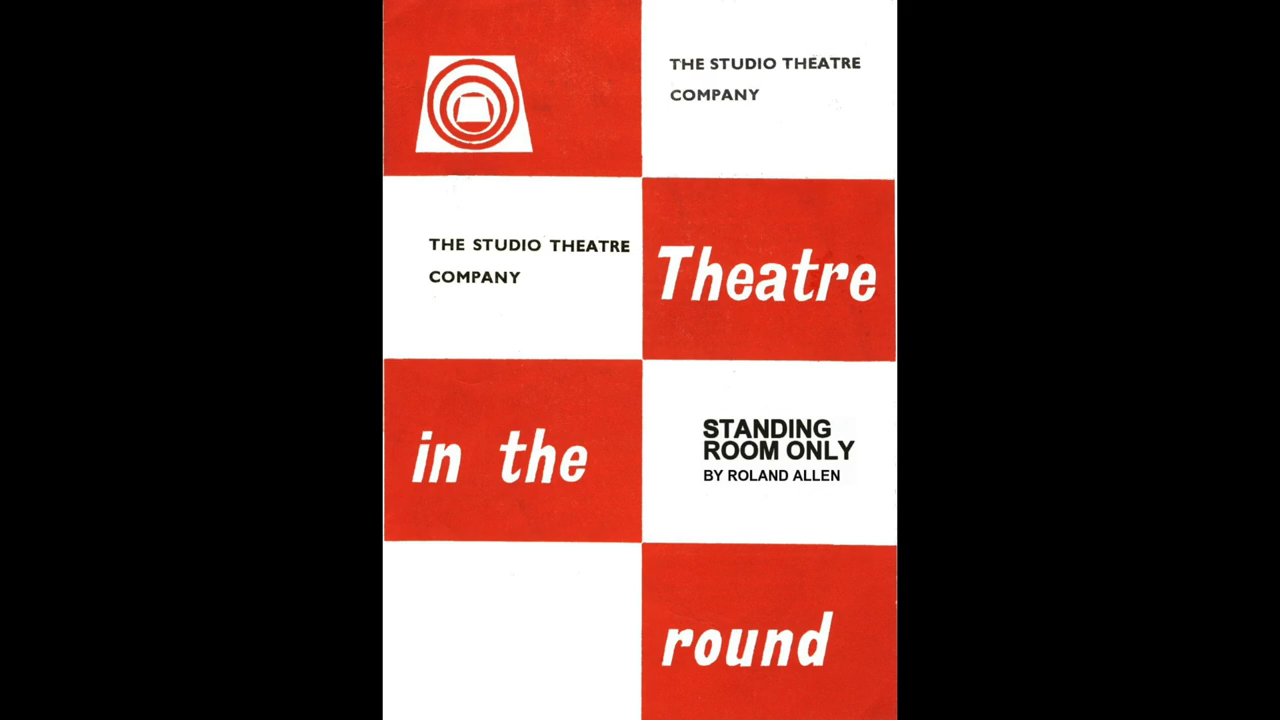 THE STUDIO THEATRE
COMPANY
THE STUDIO THEATRE
COMPANY
Theatre
in the
STANDING
ROOM ONLY
BY ROLAND ALLEN
round